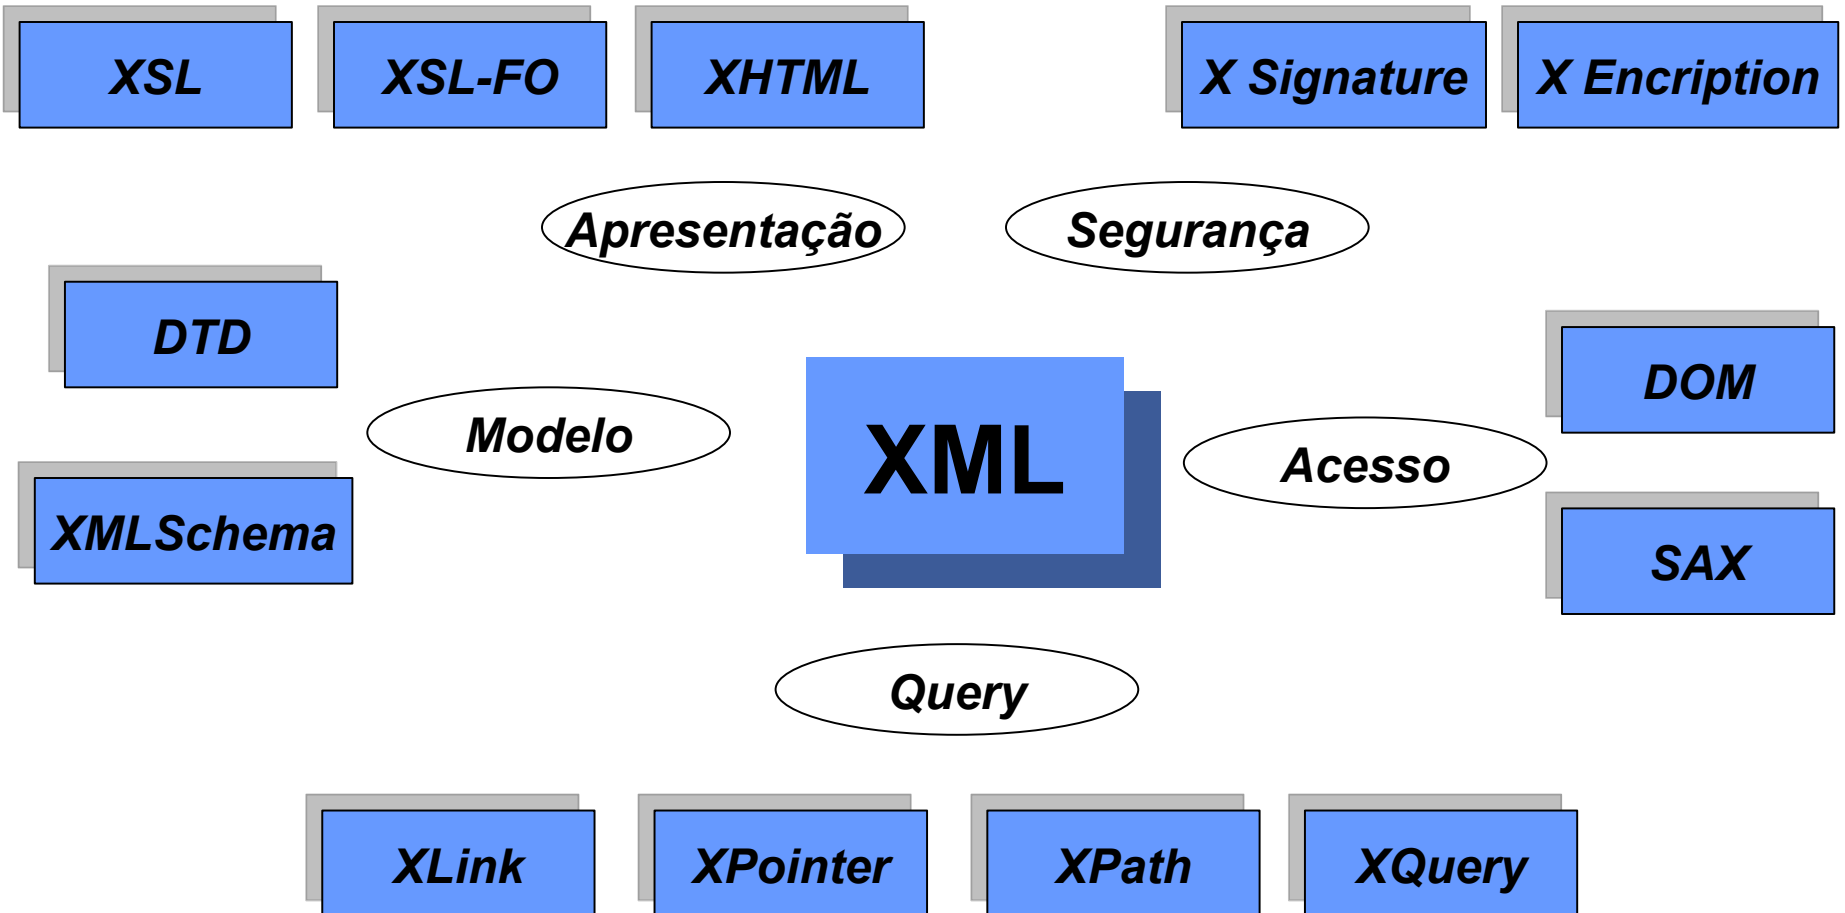 XSL
XSL-FO
XHTML
X Signature
X Encription
Apresentação
Segurança
DTD
DOM
Modelo
XML
Acesso
XMLSchema
SAX
Query
XLink
XPointer
XPath
XQuery